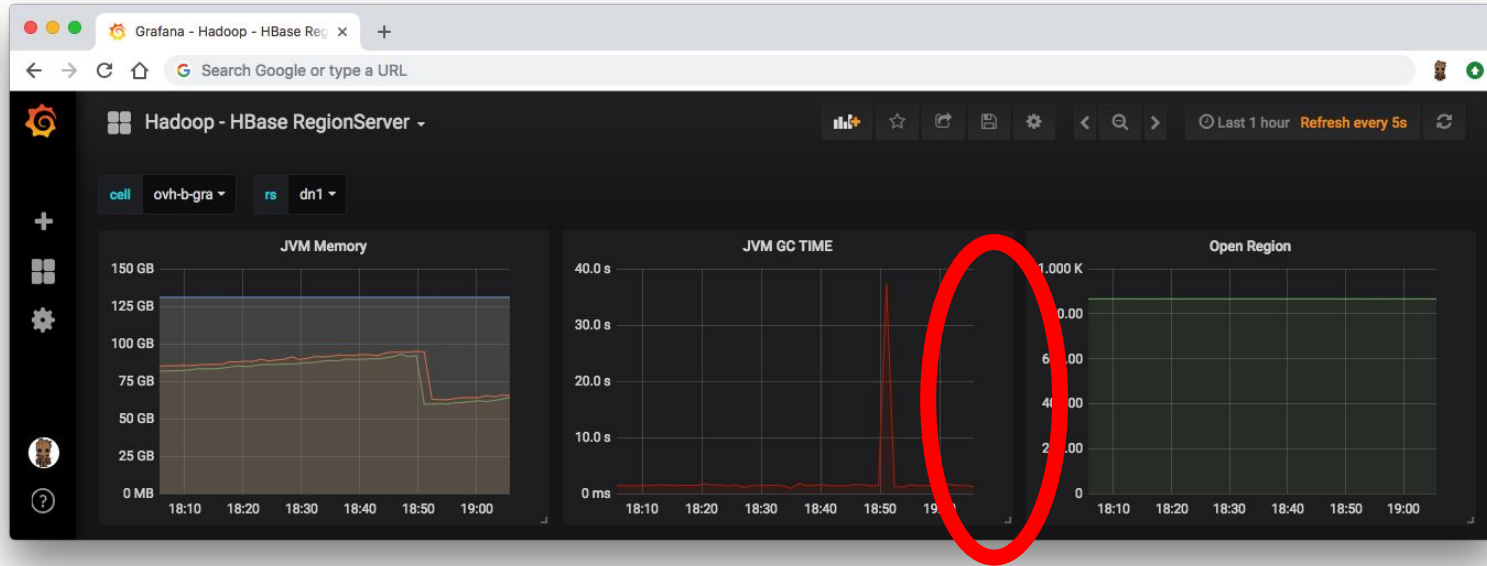 Grafana - Hadoop - HBase Reg
Search Google or type a URL
Hadoop - HBase RegionServer
Last 1 hour Refresh every 5s
cell ovh-b-gra rs dn1
JVM Memory
150 GB
125 GB
100 GB
75 GB
50 GB
25 GB
0 MB
18:10 18:20 18:30 18:40 18:50 19:00
JVM GC TIME
40.0 s
30.0 s
20.0 s
10.0 s
0 ms
18:10 18:20 18:30 18:40 18:50
Open Region
1.000 K
0
18:10 18:20 18:30 18:40 18:50 19:00